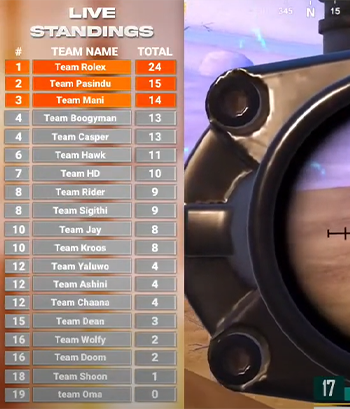 LIVE
STANDINGS
# TEAM NAME TOTAL
1 Team Rolex 24
2 Team Pasindu 15
3 Team Mani 14
4 Team Boogyman 13
4 Team Casper 13
6 Team Hawk 11
7 Team HD 10
8 Team Rider 9
8 Team Sigithi 9
10 Team Jay 8
10 Team Kroos 8
12 Team Yaluwo 4
12 Team Ashini 4
12 Team Chaana 4
15 Team Dean 3
16 Team Wolfy 2
16 Team Doom 2
18 Team Shoon 1
19 team Oma 0
345 N 15
17